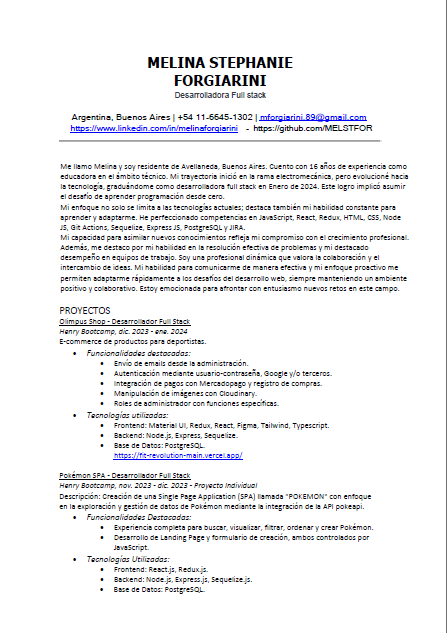 MELINA STEPHANIE
FORGIARINI
Desarrolladora Full stack
Argentina, Buenos Aires | +54 11-6645-1302 | mforgiarini.89@gmail.com
https://www.linkedin.com/in/melinaforgiarini - https://github.com/MELSTFOR
Me llamo Melina y soy residente de Avellaneda, Buenos Aires. Cuento con 16 años de experiencia como
educadora en el ámbito técnico. Mi trayectoria inició en la rama electromecánica, pero evolucioné hacia
la tecnología, graduándome como desarrolladora full stack en Enero de 2024. Este logro implicó asumir
el desafío de aprender programación desde cero.
Mi enfoque no solo se limita a las tecnologías actuales; destaca también mi habilidad constante para
aprender y adaptarme. He perfeccionado competencias en JavaScript, React, Redux, HTML, CSS, Node
JS, Git Actions, Sequelize, Express JS, PostgreSQL y JIRA.
Mi capacidad para asimilar nuevos conocimientos refleja mi compromiso con el crecimiento profesional.
Además, me destaco por mi habilidad en la resolución efectiva de problemas y mi destacado
desempeño en equipos de trabajo. Soy una profesional dinámica que valora la colaboración y el
intercambio de ideas. Mi habilidad para comunicarme de manera efectiva y mi enfoque proactivo me
permiten adaptarme rápidamente a los desafíos del desarrollo web, siempre manteniendo un ambiente
positivo y colaborativo. Estoy emocionada para afrontar con entusiasmo nuevos retos en este campo.
PROYECTOS
Olimpus Shop - Desarrollador Full Stack
Henry Bootcamp, dic. 2023 - ene. 2024
E-commerce de productos para deportistas.
• Funcionalidades destacadas:
• Envío de emails desde la administración.
• Autenticación mediante usuario-contraseña, Google y/o terceros.
• Integración de pagos con Mercadopago y registro de compras.
• Manipulación de imágenes con Cloudinary.
• Roles de administrador con funciones específicas.
• Tecnologías utilizadas:
• Frontend: Material UI, Redux, React, Figma, Tailwind, Typescript.
• Backend: Node.js, Express, Sequelize.
• Base de Datos: PostgreSQL.
https://fit-revolution-main.vercel.app/
Pokémon SPA - Desarrollador Full Stack
Henry Bootcamp, nov. 2023 - dic. 2023 - Proyecto Individual
Descripción: Creación de una Single Page Application (SPA) llamada "POKEMON" con enfoque
en la exploración y gestión de datos de Pokémon mediante la integración de la API pokeapi.
• Funcionalidades Destacadas:
• Experiencia completa para buscar, visualizar, filtrar, ordenar y crear Pokémon.
• Desarrollo de Landing Page y formulario de creación, ambos controlados por
JavaScript.
• Tecnologías Utilizadas:
• Frontend: React.js, Redux.js.
• Backend: Node.js, Express.js, Sequelize.js.
• Base de Datos: PostgreSQL.